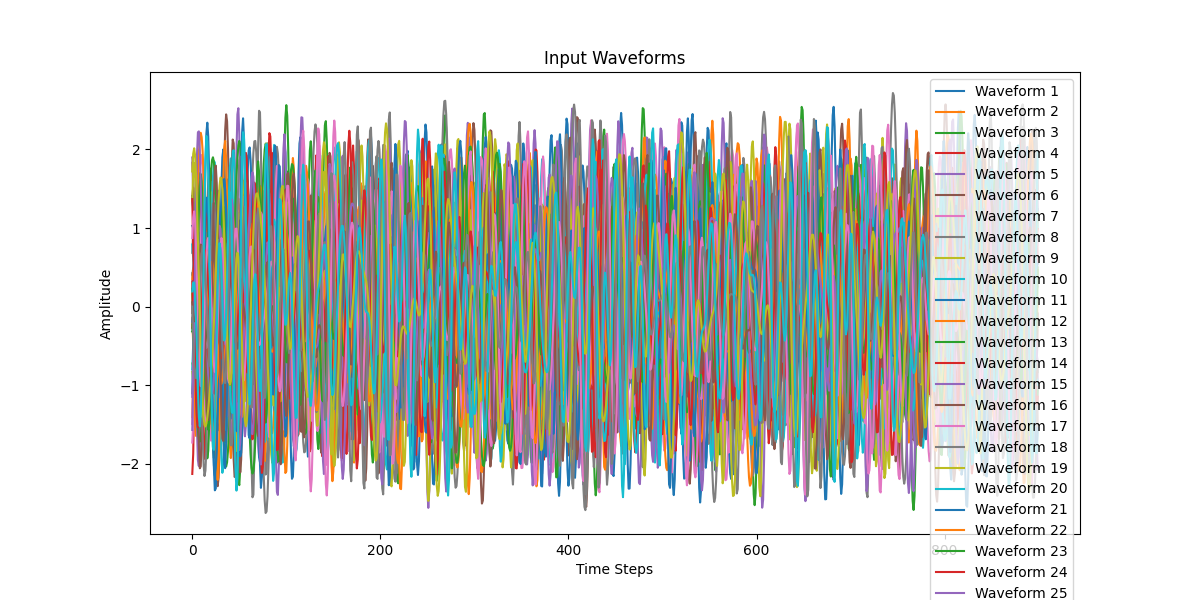 Input Waveforms
Amplitude
2
1
0
−1
−2
0
200
400
600
800
Time Steps
Waveform 1
Waveform 2
Waveform 3
Waveform 4
Waveform 5
Waveform 6
Waveform 7
Waveform 8
Waveform 9
Waveform 10
Waveform 11
Waveform 12
Waveform 13
Waveform 14
Waveform 15
Waveform 16
Waveform 17
Waveform 18
Waveform 19
Waveform 20
Waveform 21
Waveform 22
Waveform 23
Waveform 24
Waveform 25